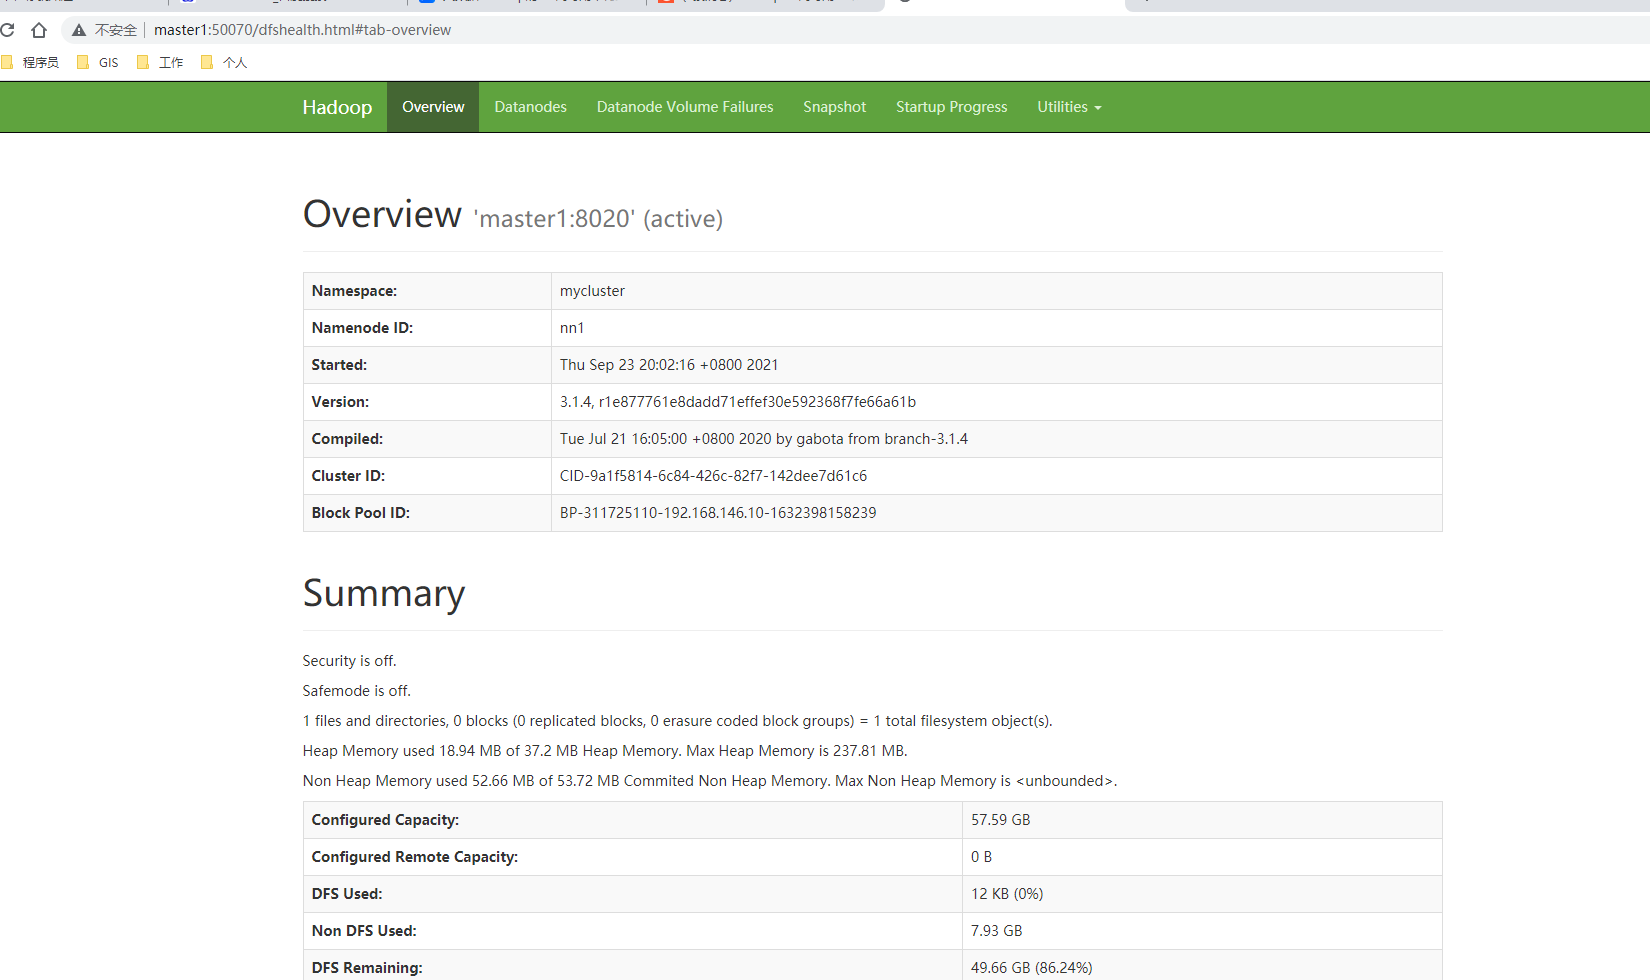 不安全 master1:50070/dfshealth.html#tab-overview
程序员 GIS 工作 个人
Hadoop Overview Datanodes Datanode Volume Failures Snapshot Startup Progress Utilities
Overview 'master1:8020' (active)
Namespace: mycluster
Namenode ID: nn1
Started: Thu Sep 23 20:02:16 +0800 2021
Version: 3.1.4, r1e877761e8dadd71effef30e592368f7fe66a61b
Compiled: Tue Jul 21 16:05:00 +0800 2020 by gabota from branch-3.1.4
Cluster ID: CID-9a1f5814-6c84-426c-82f7-142dee7d61c6
Block Pool ID: BP-311725110-192.168.146.10-1632398158239
Summary
Security is off.
Safemode is off.
1 files and directories, 0 blocks (0 replicated blocks, 0 erasure coded block groups) = 1 total filesystem object(s).
Heap Memory used 18.94 MB of 37.2 MB Heap Memory. Max Heap Memory is 237.81 MB.
Non Heap Memory used 52.66 MB of 53.72 MB Commited Non Heap Memory. Max Non Heap Memory is <unbounded>.
Configured Capacity: 57.59 GB
Configured Remote Capacity: 0 B
DFS Used: 12 KB (0%)
Non DFS Used: 7.93 GB
DFS Remaining: 49.66 GB (86.24%)